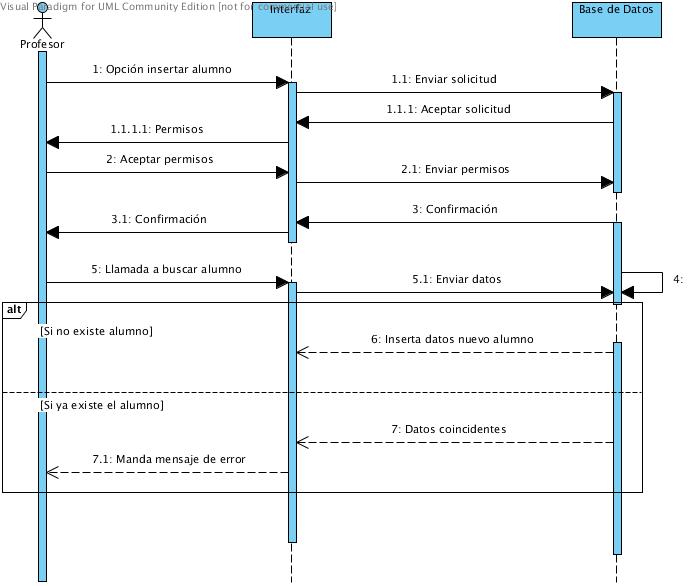 Visual Paradigm for UML Community Edition [not for commercial use]
Interfaz
Base de Datos
Profesor
1: Opción insertar alumno
1.1: Enviar solicitud
1.1.1: Aceptar solicitud
1.1.1.1: Permisos
2: Aceptar permisos
2.1: Enviar permisos
3: Confirmación
3.1: Confirmación
5: Llamada a buscar alumno
5.1: Enviar datos
4:
alt
[Si no existe alumno]
6: Inserta datos nuevo alumno
[Si ya existe el alumno]
7: Datos coincidentes
7.1: Manda mensaje de error